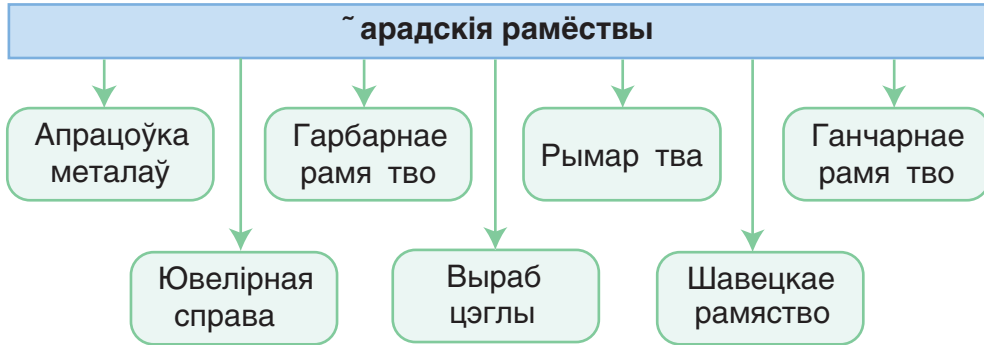 ˜арадскія рамёствы
Апрацоўка
металаў
Гарбарнае
рамя тво
Рымар тва
Ганчарнае
рамя тво
Ювелірная
справа
Выраб
цэглы
Шавецкае
рамяство